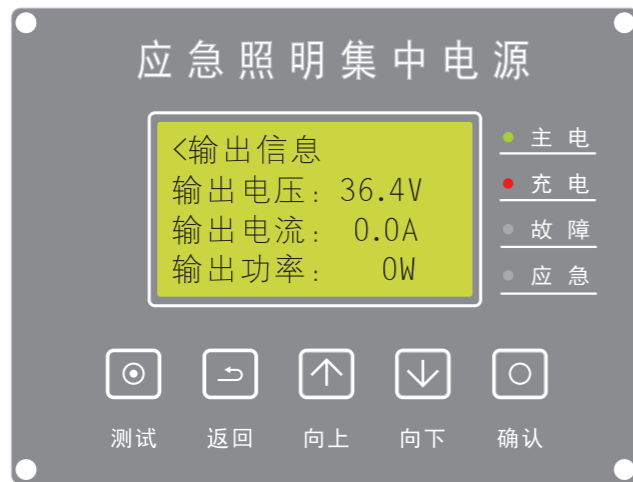 应急照明集中电源
<输出信息
输出电压: 36.4V
输出电流: 0.0A
输出功率: 0W
主电
充电
故障
应急
测试 返回 向上 向下 确认